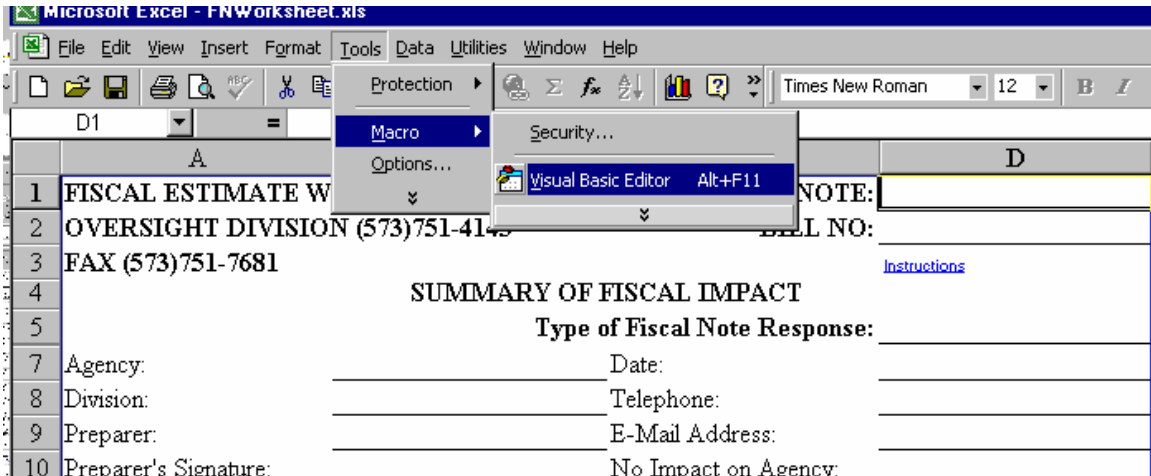 Microsoft Excel - FNWorksheet.xls
File Edit View Insert Format Tools Data Utilities Window Help
Protection Times New Roman 12 B I
D1 = Macro Security...
A Options... Visual Basic Editor Alt+F11 D
1 FISCAL ESTIMATE W NOTE:
2 OVERSIGHT DIVISION (573)751-4143 BILL NO:
3 FAX (573)751-7681 Instructions
4 SUMMARY OF FISCAL IMPACT
5 Type of Fiscal Note Response:
7 Agency: Date:
8 Division: Telephone:
9 Preparer: E-Mail Address:
10 Preparer's Signature: No Impact on Agency: